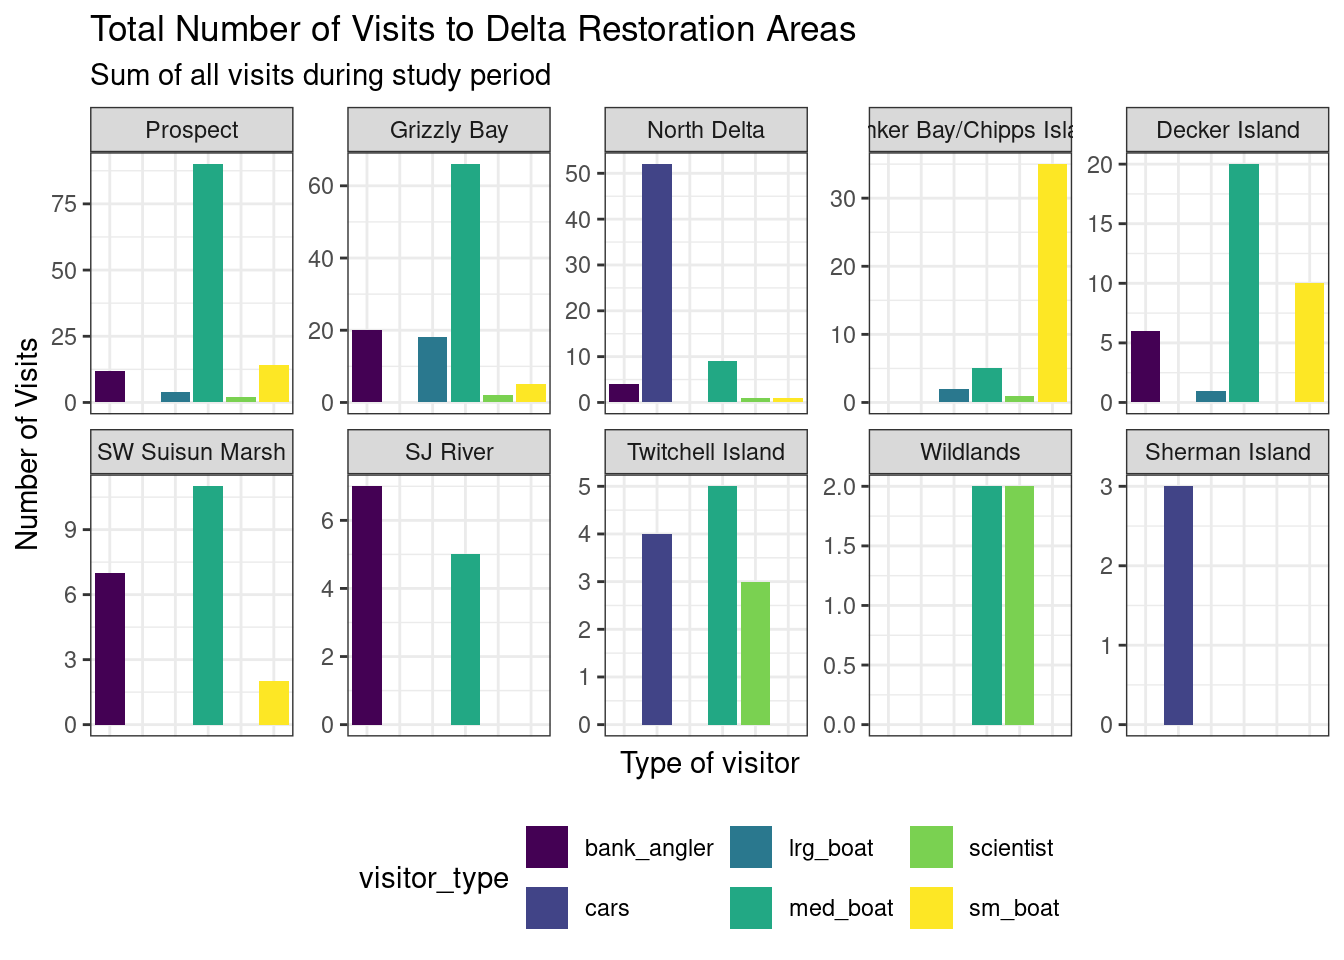 Total Number of Visits to Delta Restoration Areas
Sum of all visits during study period
Prospect
Grizzly Bay
North Delta
nker Bay/Chipps Isla
Decker Island
75
50
25
0
60
40
20
0
50
40
30
20
10
0
30
20
10
0
20
15
10
5
0
Number of Visits
SW Suisun Marsh
SJ River
Twitchell Island
Wildlands
Sherman Island
9
6
3
0
6
4
2
0
5
4
3
2
1
0
2.0
1.5
1.0
0.5
0.0
3
2
1
0
Type of visitor
visitor_type
bank_angler
cars
lrg_boat
med_boat
scientist
sm_boat